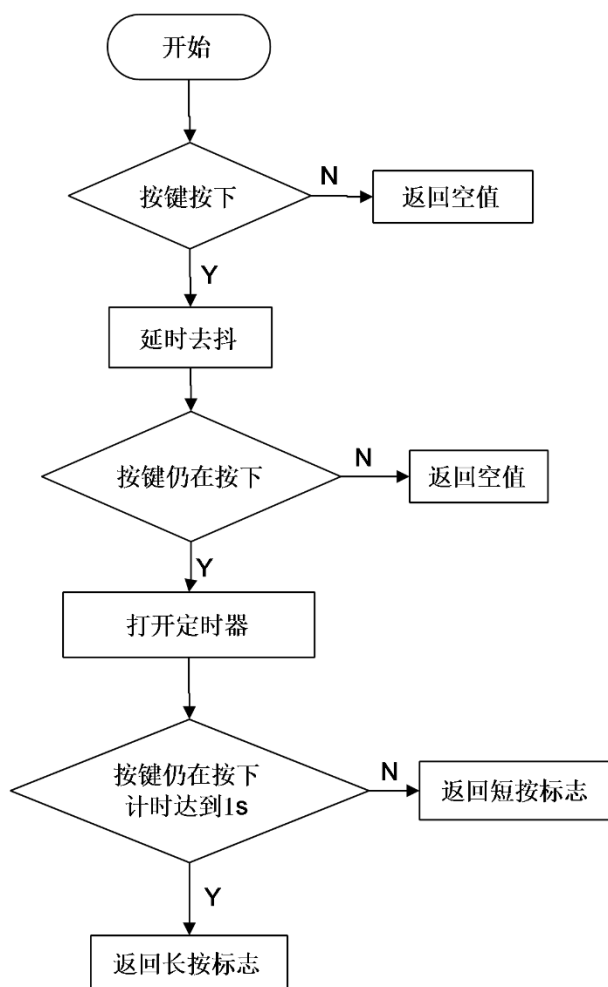 开始
按键按下
N
返回空值
Y
延时去抖
按键仍在按下
N
返回空值
Y
打开定时器
按键仍在按下
计时达到1s
N
返回短按标志
Y
返回长按标志